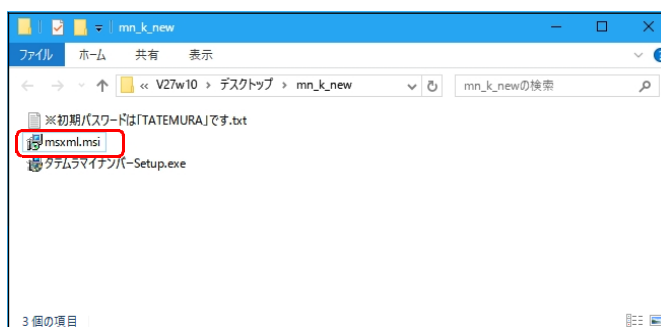 mn_k_new
ファイル ホーム 共有 表示
« V27w10 › デスクトップ › mn_k_new mn_k_newの検索
※初期パスワードは「TATEMURA」です.txt
msxml.msi
タテムラマイナンバーSetup.exe
3 個の項目